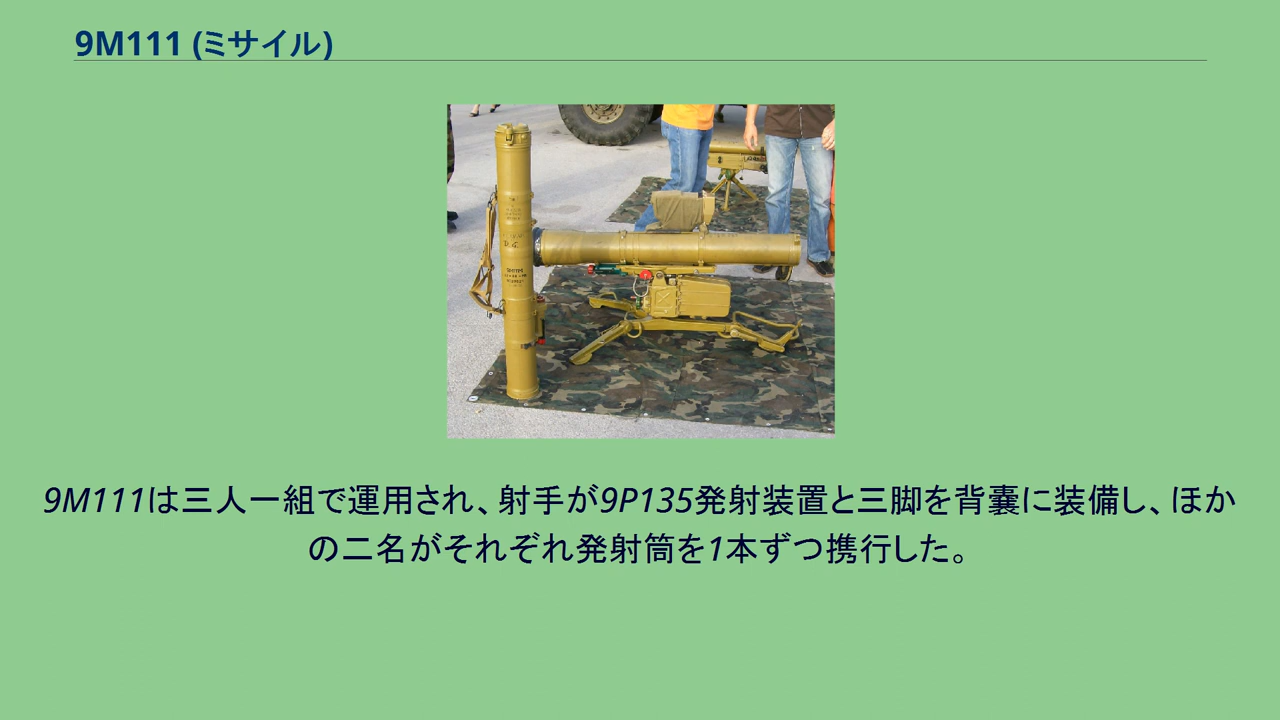 9M111 (ミサイル)
9M111は三人一組で運用され、射手が9P135発射装置と三脚を背嚢に装備し、ほか
の二名がそれぞれ発射筒を1本ずつ携行した。